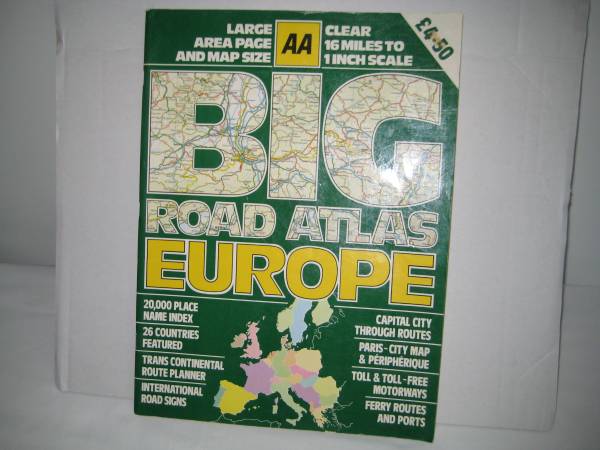 LARGE
AREA PAGE
AND MAP SIZE
AA
CLEAR
16 MILES TO
1 INCH SCALE
£4.50
BIG
ROAD ATLAS
EUROPE
20,000 PLACE
NAME INDEX
26 COUNTRIES
FEATURED
TRANS CONTINENTAL
ROUTE PLANNER
INTERNATIONAL
ROAD SIGNS
CAPITAL CITY
THROUGH ROUTES
PARIS-CITY MAP
& PÉRIPHÉRIQUE
TOLL & TOLL-FREE
MOTORWAYS
FERRY ROUTES
AND PORTS